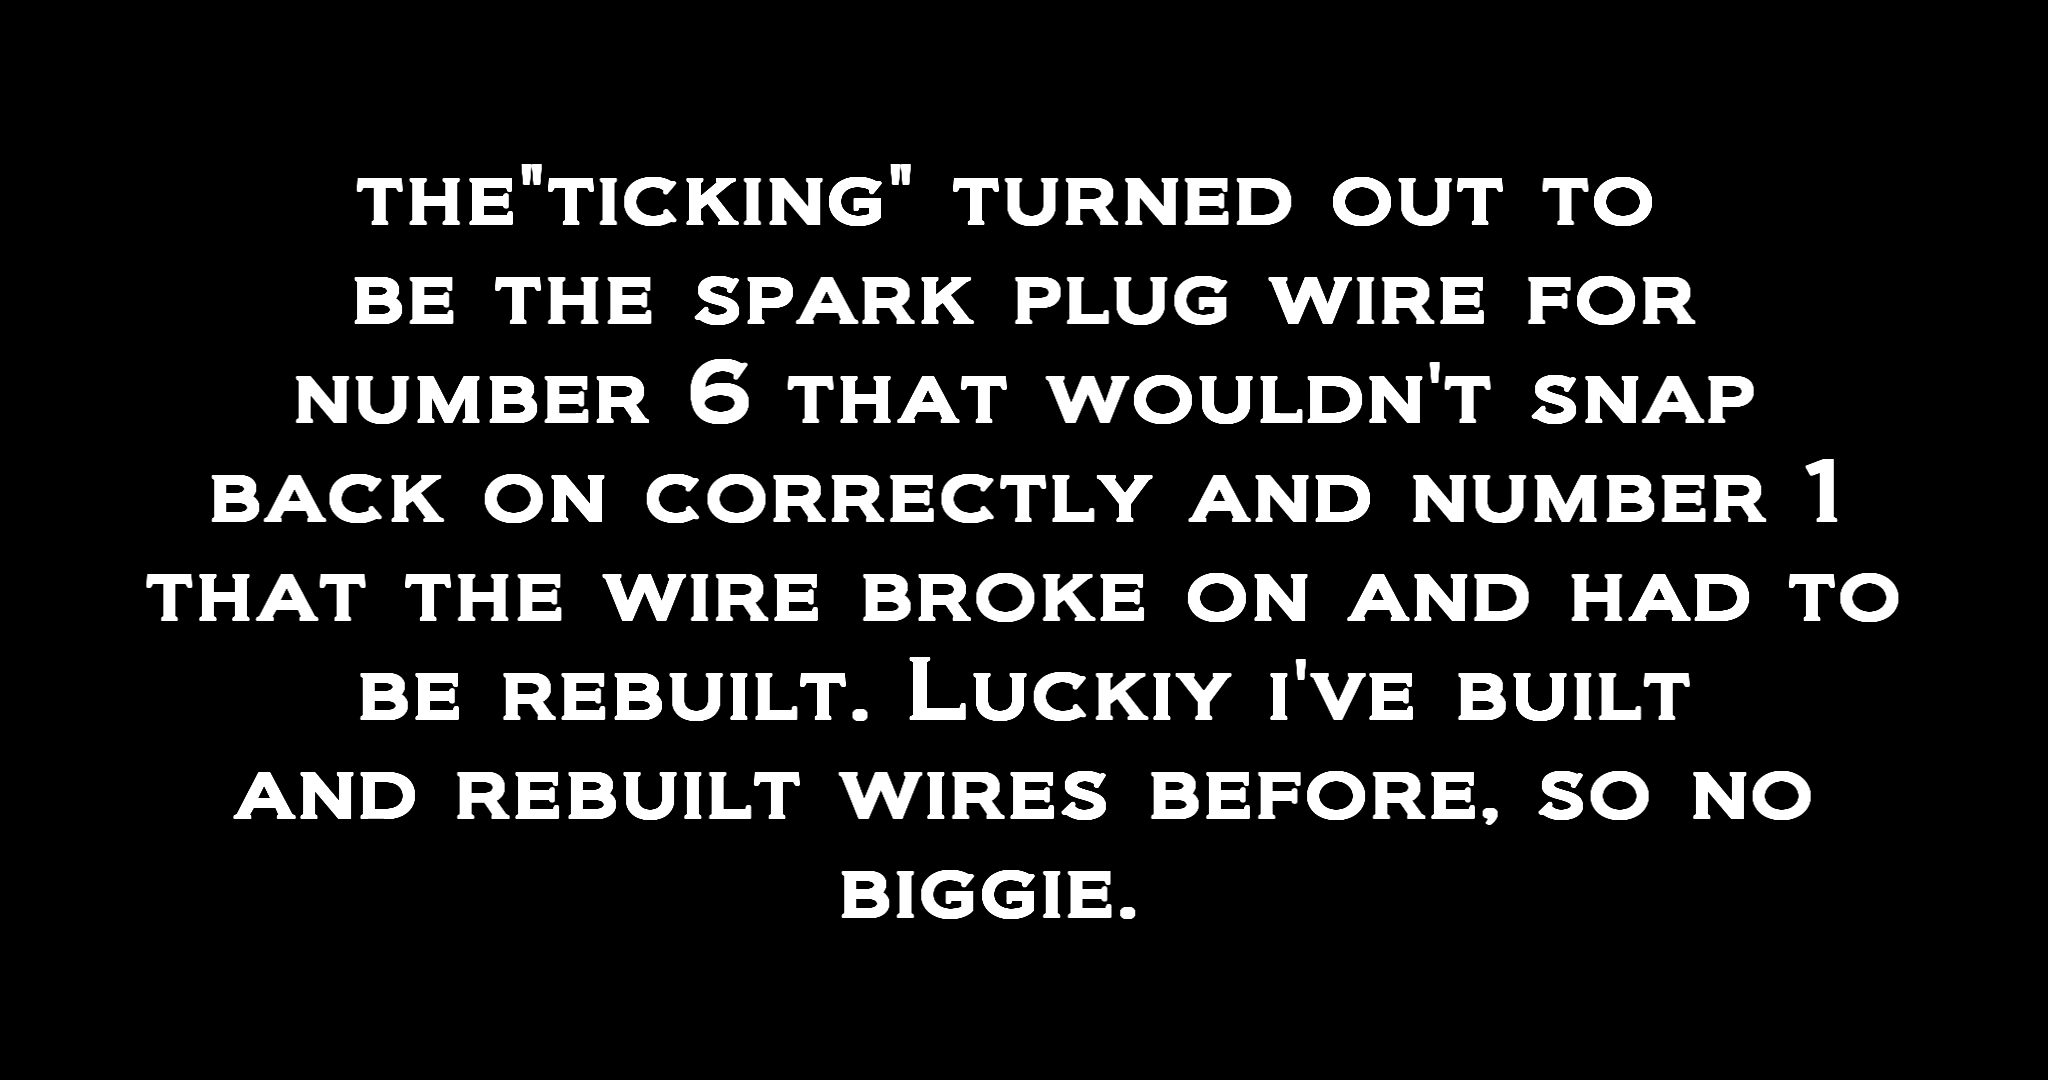 the"ticking" turned out to
be the spark plug wire for
number 6 that wouldn't snap
back on correctly and number 1
that the wire broke on and had to
be rebuilt. Luckiy i've built
and rebuilt wires before, so no
biggie.